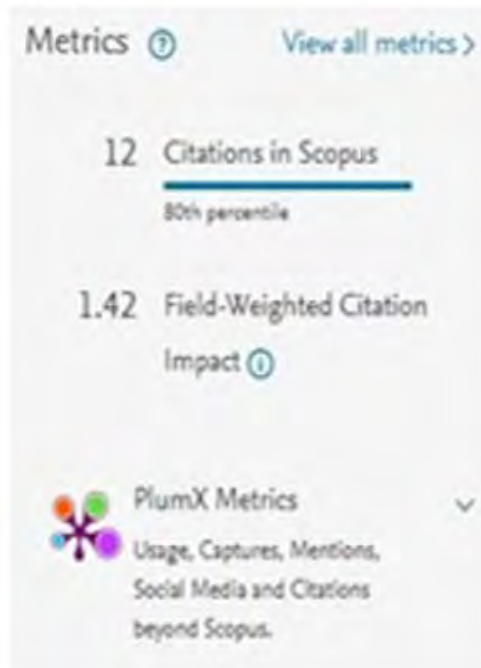 Metrics ? View all metrics >
12 Citations in Scopus
80th percentile
1.42 Field-Weighted Citation
Impact i
PlumX Metrics
Usage, Captures, Mentions,
Social Media and Citations
beyond Scopus.